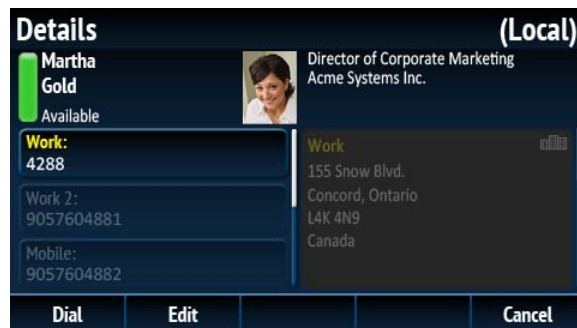 Details
(Local)
Martha
Gold
Available
Director of Corporate Marketing
Acme Systems Inc.
Work:
4288
Work 2:
9057604881
Mobile:
9057604882
Work
155 Snow Blvd.
Concord, Ontario
L4K 4N9
Canada
Dial
Edit
Cancel